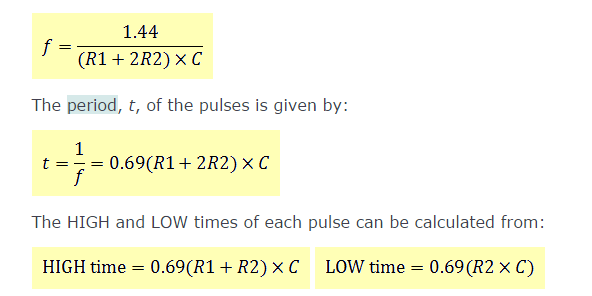 f = 1.44 / (R1 + 2R2) × C
The period, t, of the pulses is given by:
t = 1/f = 0.69(R1 + 2R2) × C
The HIGH and LOW times of each pulse can be calculated from:
HIGH time = 0.69(R1 + R2) × C LOW time = 0.69(R2 × C)